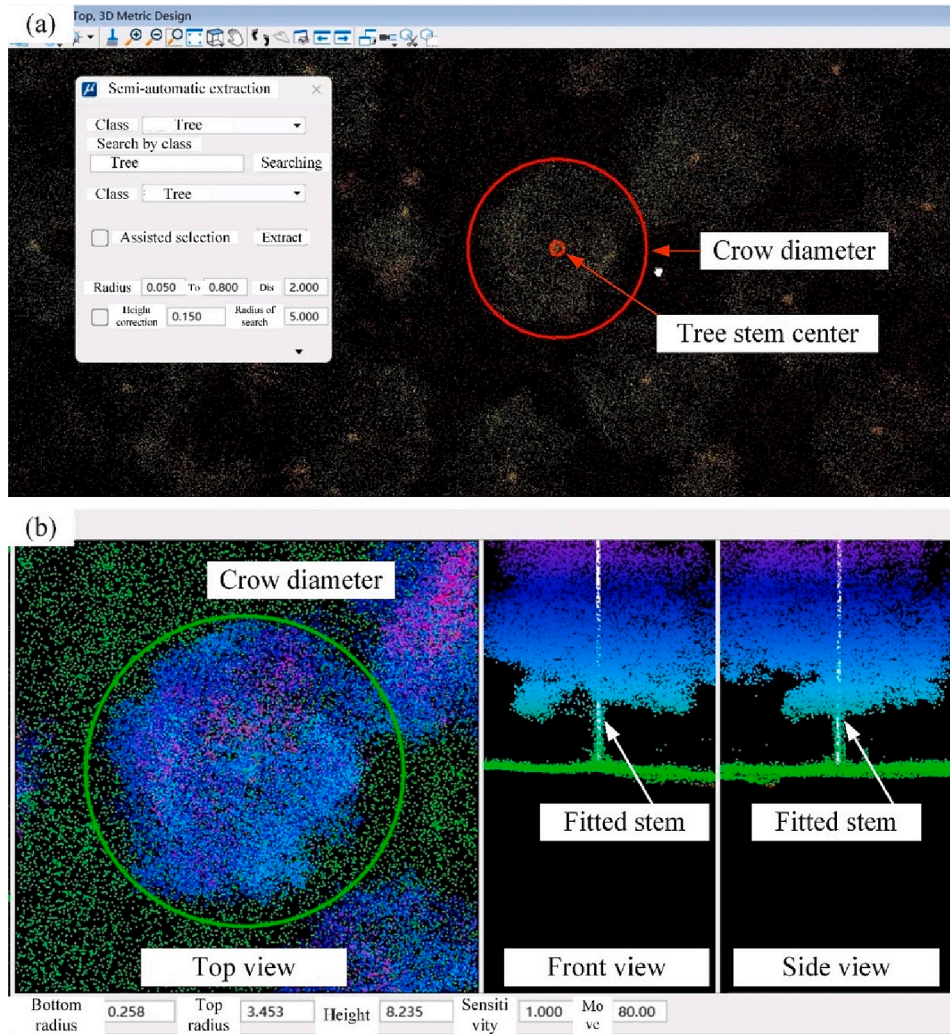 (a)
Top, 3D Metric Design
Semi-automatic extraction
Class Tree
Search by class
Tree Searching
Class : Tree
Assisted selection Extract
Radius 0.050 To 0.800 Dis 2.000
Height correction 0.150 Radius of search 5.000
Crow diameter
Tree stem center
(b)
Crow diameter
Fitted stem
Fitted stem
Top view
Front view
Side view
Bottom radius 0.258 Top radius 3.453 Height 8.235 Sensiti vity 1.000 Mo ve 80.00